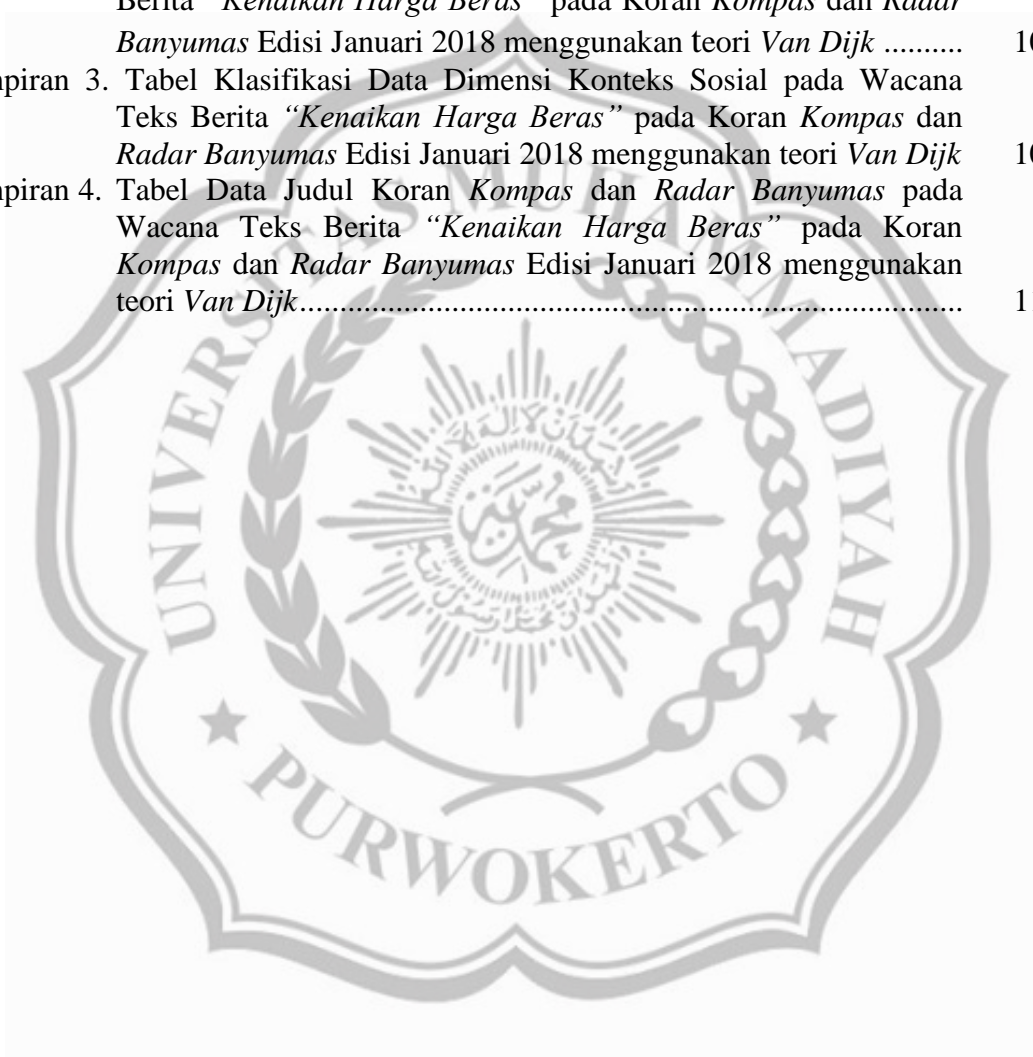 Berita “Kenaikan Harga Beras” pada Koran Kompas dan Radar
Banyumas Edisi Januari 2018 menggunakan teori Van Dijk ..........
3. Tabel Klasifikasi Data Dimensi Konteks Sosial pada Wacana
Teks Berita “Kenaikan Harga Beras” pada Koran Kompas dan
Radar Banyumas Edisi Januari 2018 menggunakan teori Van Dijk
4. Tabel Data Judul Koran Kompas dan Radar Banyumas pada
Wacana Teks Berita “Kenaikan Harga Beras” pada Koran
Kompas dan Radar Banyumas Edisi Januari 2018 menggunakan
teori Van Dijk.................................................................................
UNIVERSITAS MUHAMMADIYAH
PURWOKERTO